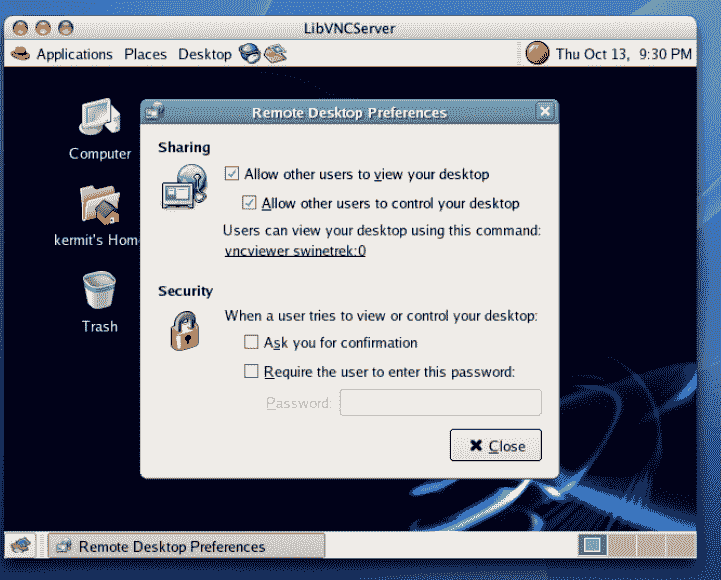 LibVNCServer
Applications Places Desktop Thu Oct 13, 9:30 PM
Remote Desktop Preferences
Computer
kermit's Hom
Trash
Sharing
Allow other users to view your desktop
Allow other users to control your desktop
Users can view your desktop using this command:
vncviewer swinetrek:0
Security
When a user tries to view or control your desktop:
Ask you for confirmation
Require the user to enter this password:
Password:
Close
Remote Desktop Preferences